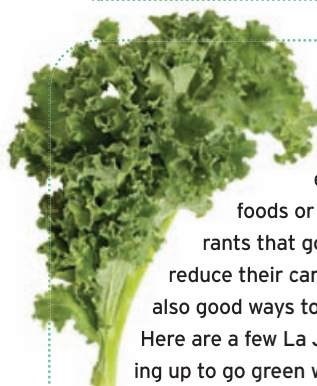 foods or
rants that go
reduce their car
also good ways to
Here are a few La J
ing up to go green w